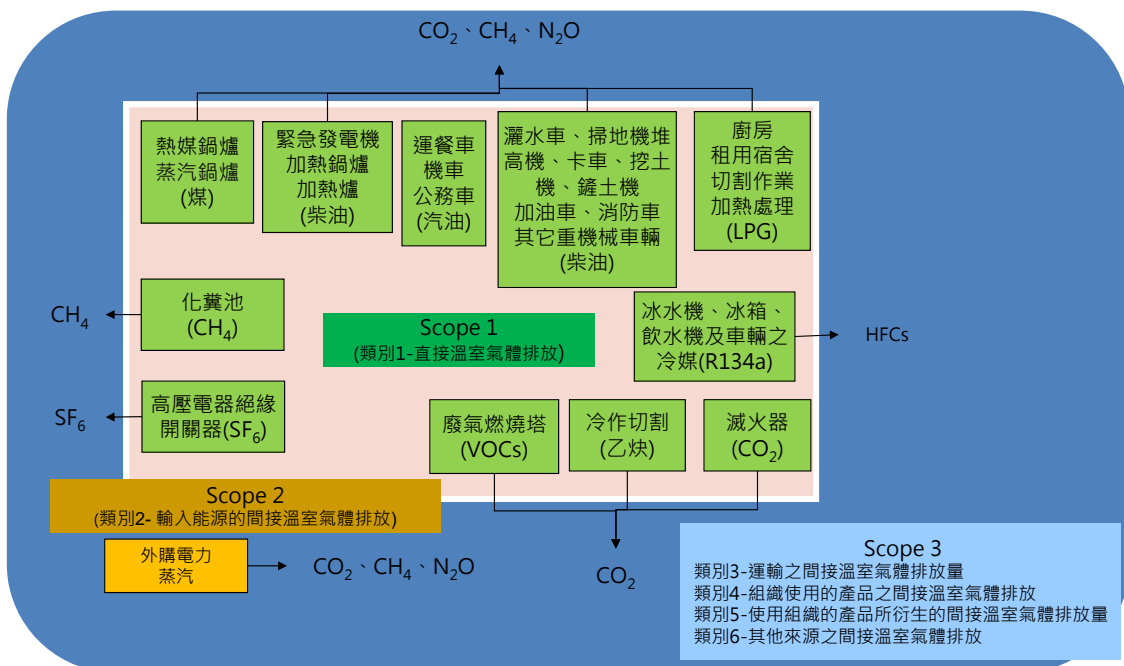 CO₂、CH₄、N₂O
熱媒鍋爐
蒸汽鍋爐
(煤)
緊急發電機
加熱鍋爐
加熱爐
(柴油)
運餐車
機車
公務車
(汽油)
灑水車、掃地機堆
高機、卡車、挖土
機、鏟土機
加油車、消防車
其它重機械車輛
(柴油)
廚房
租用宿舍
切割作業
加熱處理
(LPG)
CH₄
化糞池
(CH₄)
Scope 1
(類別1-直接溫室氣體排放)
冰水機、冰箱、
飲水機及車輛之
冷媒(R134a)
HFCs
SF₆
高壓電器絕緣
開關器(SF₆)
廢氣燃燒塔
(VOCs)
冷作切割
(乙炔)
滅火器
(CO₂)
Scope 2
(類別2- 輸入能源的間接溫室氣體排放)
外購電力
蒸汽
CO₂、CH₄、N₂O
CO₂
Scope 3
類別3-運輸之間接溫室氣體排放量
類別4-組織使用的產品之間接溫室氣體排放
類別5-使用組織的產品所衍生的間接溫室氣體排放量
類別6-其他來源之間接溫室氣體排放